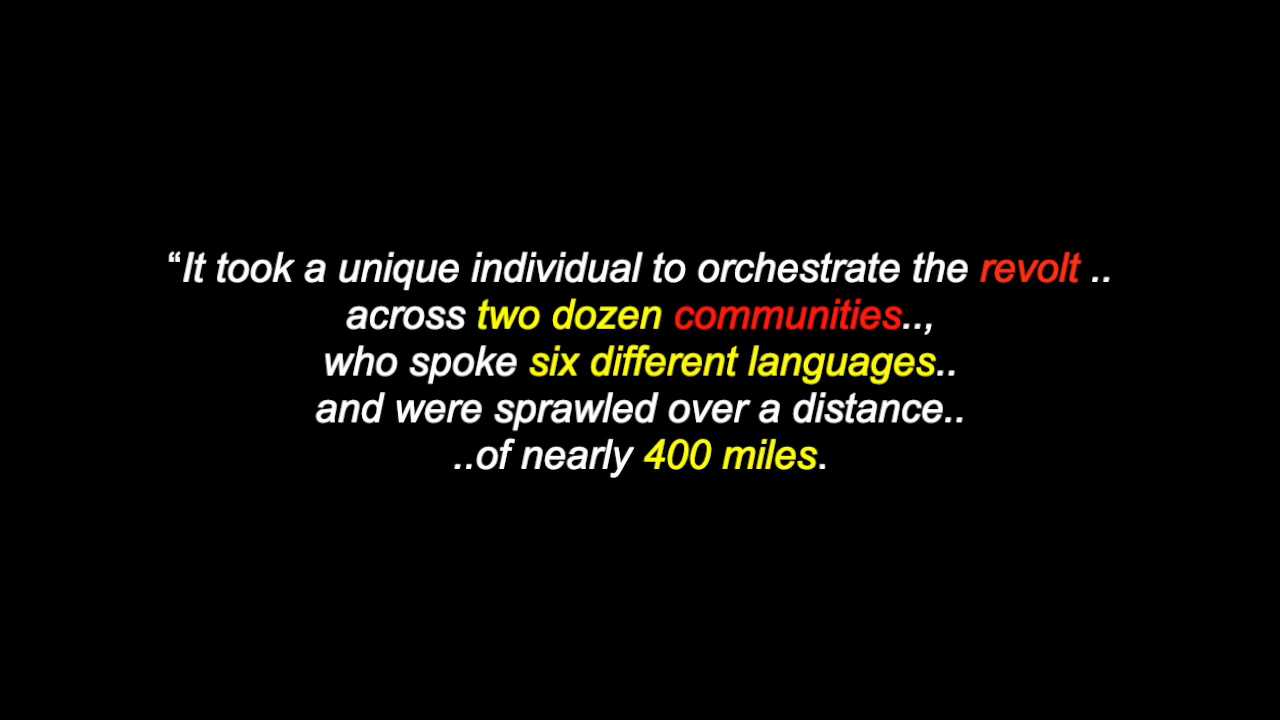 “It took a unique individual to orchestrate the revolt ..
across two dozen communities..,
who spoke six different languages..
and were sprawled over a distance..
..of nearly 400 miles.